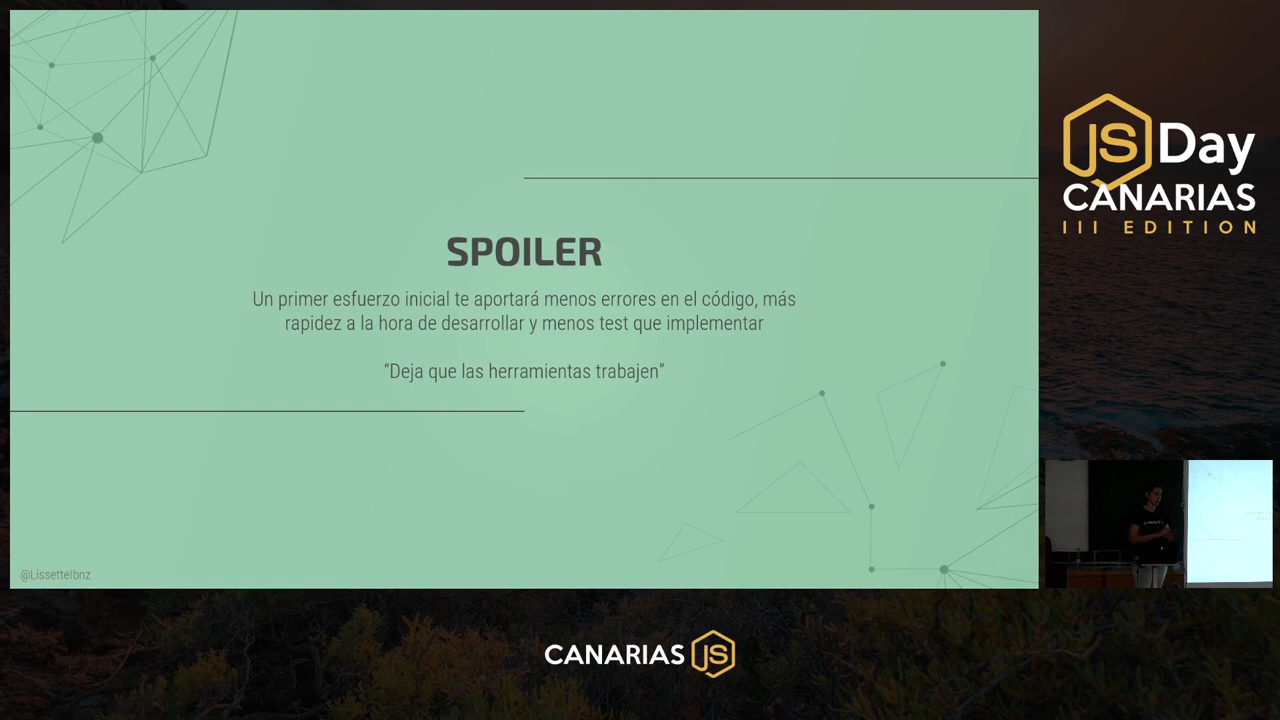 SPOILER
Un primer esfuerzo inicial te aportará menos errores en el código, más
rapidez a la hora de desarrollar y menos test que implementar
“Deja que las herramientas trabajen”
@Lissettelbnz
JS Day
CANARIAS
III EDITION
CANARIAS JS